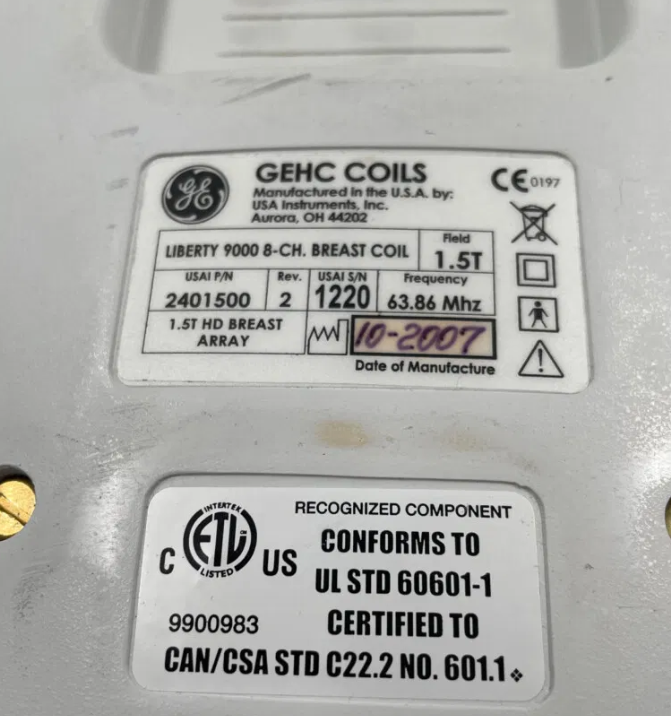 GE
GEHC COILS
Manufactured in the U.S.A. by:
USA Instruments, Inc.
Aurora, OH 44202
CE 0197
LIBERTY 9000 8-CH. BREAST COIL
Field
1.5T
USAI P/N
2401500
Rev.
2
USAI S/N
1220
Frequency
63.86 Mhz
1.5T HD BREAST
ARRAY
10-2007
Date of Manufacture
RECOGNIZED COMPONENT
INTERTEK
C ETL US
LISTED
CONFORMS TO
UL STD 60601-1
9900983
CERTIFIED TO
CAN/CSA STD C22.2 NO. 601.1